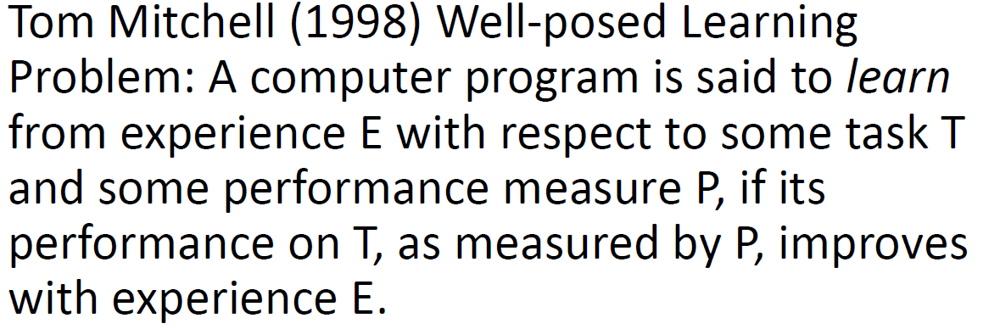 Tom Mitchell (1998) Well-posed Learning
Problem: A computer program is said to learn
from experience E with respect to some task T
and some performance measure P, if its
performance on T, as measured by P, improves
with experience E.